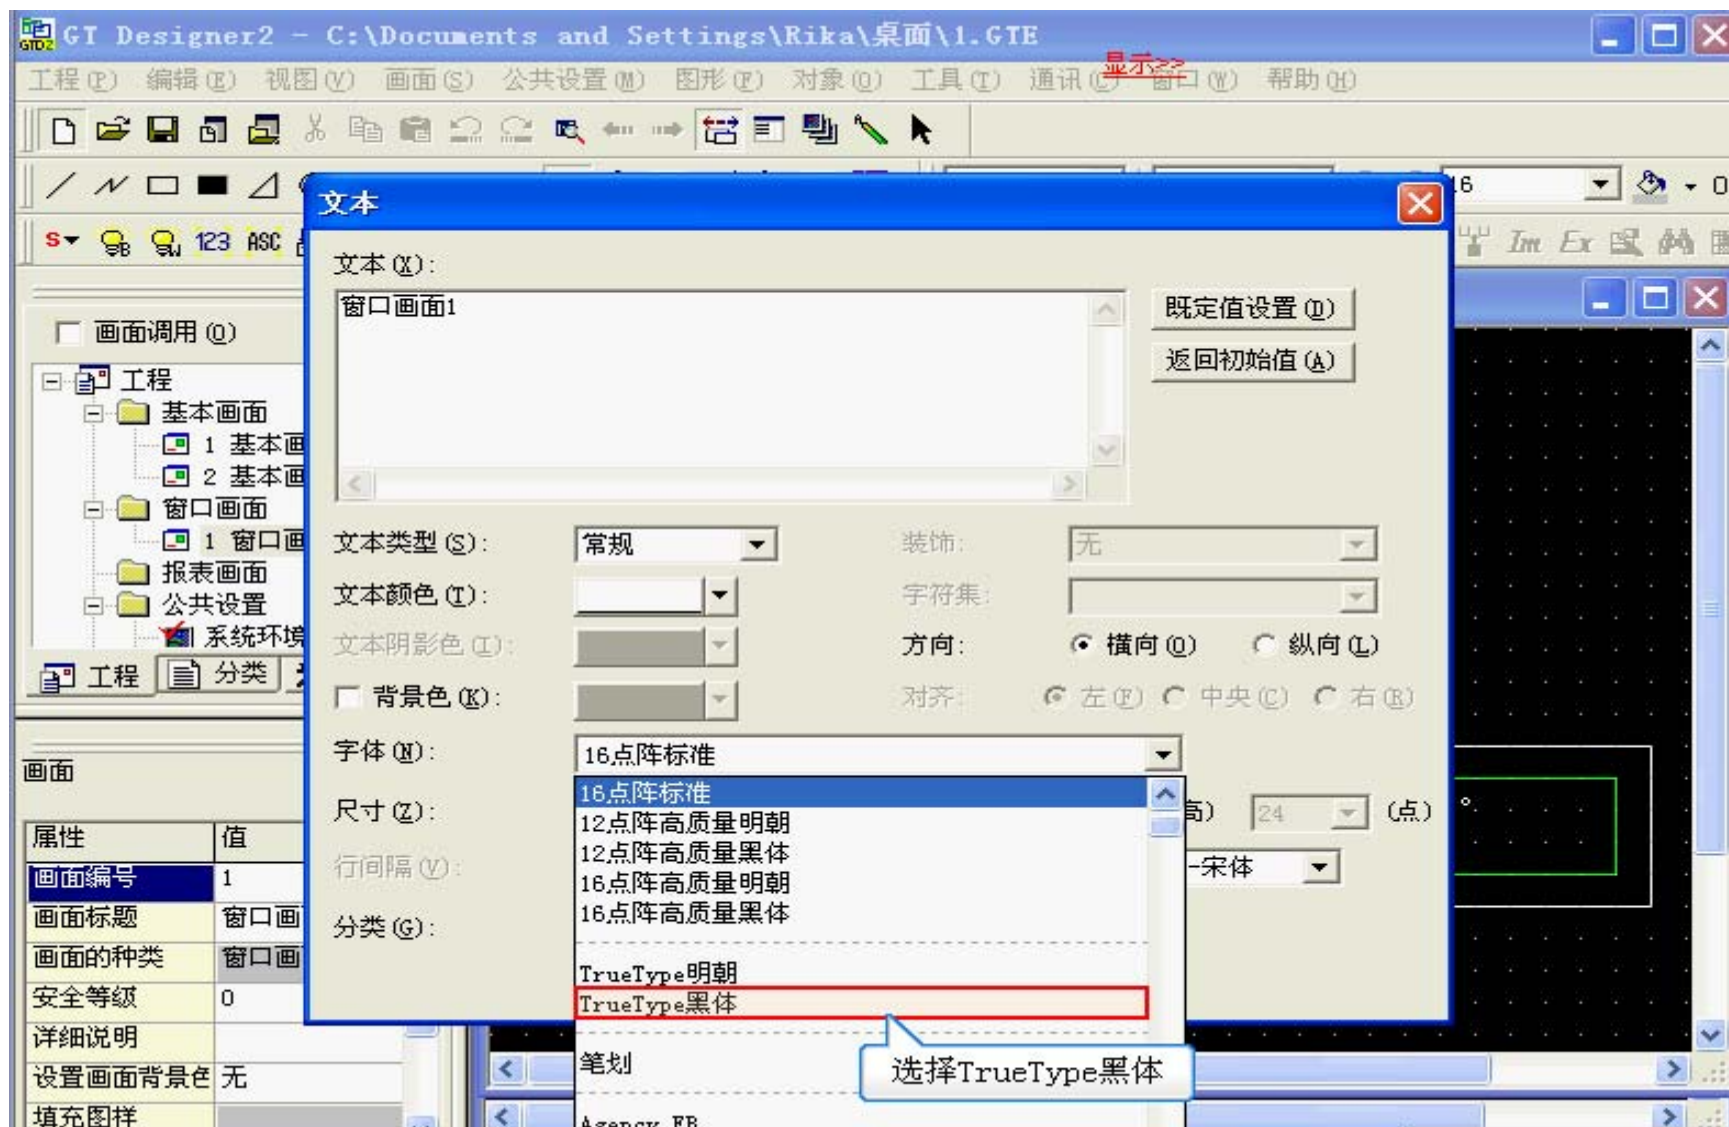 GT Designer2 - C:\Documents and Settings\Rika\桌面\1.GTE
显示>>
工程(P) 编辑(E) 视图(V) 画面(S) 公共设置(M) 图形(F) 对象(O) 工具(T) 通讯(C) 窗口(W) 帮助(H)
16
S 123 ASC
Im Ex
文本
文本(X):
窗口画面1
既定值设置(D)
返回初始值(A)
画面调用(O)
工程
基本画面
1 基本画
2 基本画
窗口画面
1 窗口画
报表画面
公共设置
系统环境
工程 分类
文本类型(S): 常规 装饰: 无
文本颜色(T): 字符集:
文本阴影色(I): 方向: 横向(O) 纵向(L)
背景色(K): 对齐: 左(F) 中央(C) 右(R)
字体(N): 16点阵标准
16点阵标准
12点阵高质量明朝
12点阵高质量黑体
16点阵高质量明朝
16点阵高质量黑体
TrueType明朝
TrueType黑体
笔划
Agency FB
选择TrueType黑体
尺寸(Z): 高) 24 (点)
行间隔(V): -宋体
分类(G):
画面
属性 值
画面编号 1
画面标题 窗口画
画面的种类 窗口画
安全等级 0
详细说明
设置画面背景色 无
填充图样